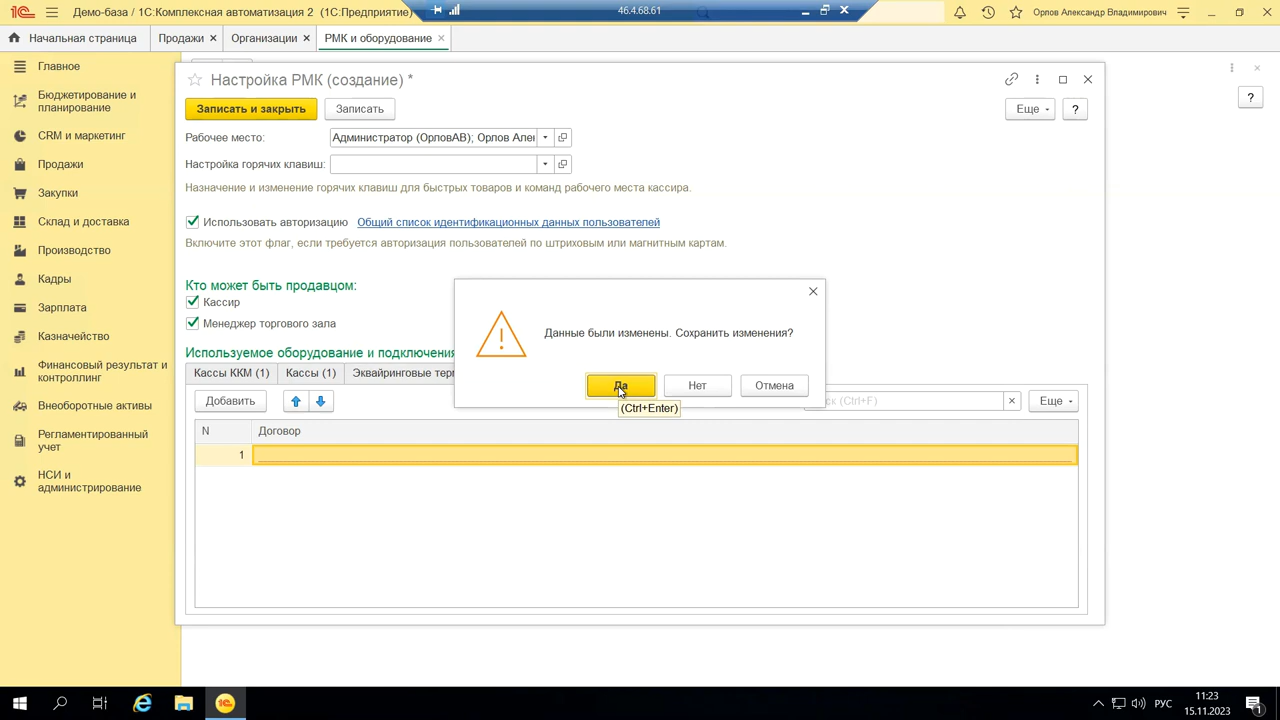 Демо-база / 1С:Комплексная автоматизация 2 (1С:Предприятие)
46.4.68.61
Орлов Александр Владимирович
Начальная страница
Продажи
Организации
РМК и оборудование
Главное
Бюджетирование и
планирование
CRM и маркетинг
Продажи
Закупки
Склад и доставка
Производство
Кадры
Зарплата
Казначейство
Финансовый результат и
контроллинг
Внеоборотные активы
Регламентированный
учет
НСИ и
администрирование
?
Настройка РМК (создание) *
Записать и закрыть
Записать
Еще
?
Рабочее место:
Администратор (ОрловАВ); Орлов Але
Настройка горячих клавиш:
Назначение и изменение горячих клавиш для быстрых товаров и команд рабочего места кассира.
Использовать авторизацию
Общий список идентификационных данных пользователей
Включите этот флаг, если требуется авторизация пользователей по штриховым или магнитным картам.
Кто может быть продавцом:
Кассир
Менеджер торгового зала
Используемое оборудование и подключения
Кассы ККМ (1)
Кассы (1)
Эквайринговые тер
Данные были изменены. Сохранить изменения?
Да
Нет
Отмена
(Ctrl+Enter)
Добавить
ск (Ctrl+F)
Еще
N
Договор
1
РУС
11:23
15.11.2023
1